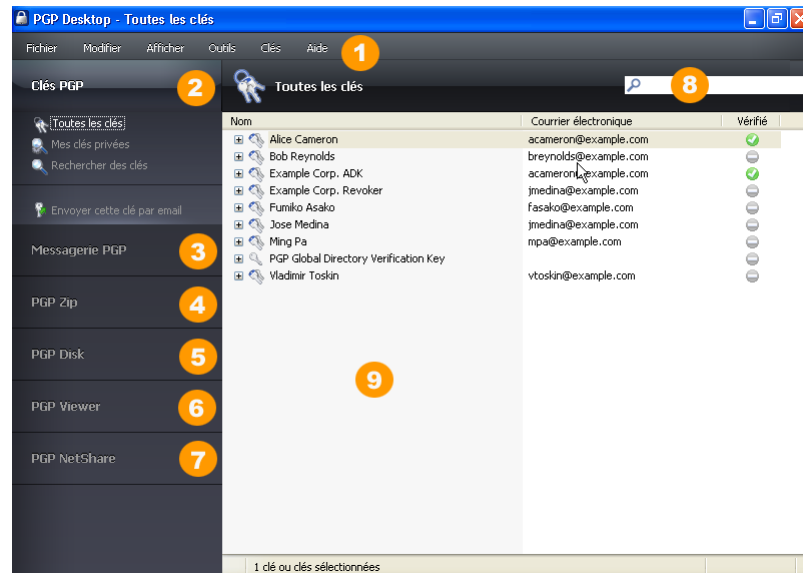 PGP Desktop - Toutes les clés
Fichier Modifier Afficher Outils Clés Aide
1
Clés PGP
2
Toutes les clés
8
Toutes les clés
Mes clés privées
Rechercher des clés
Envoyer cette clé par email
Messagerie PGP
3
PGP Zip
4
PGP Disk
5
PGP Viewer
6
PGP NetShare
7
Nom Courrier électronique Vérifié
Alice Cameron acameron@example.com
Bob Reynolds breynolds@example.com
Example Corp. ADK acameron@example.com
Example Corp. Revoker jmedina@example.com
Fumiko Asako fasako@example.com
Jose Medina jmedina@example.com
Ming Pa mpa@example.com
PGP Global Directory Verification Key
Vladimir Toskin vtoskin@example.com
9
1 clé ou clés sélectionnées